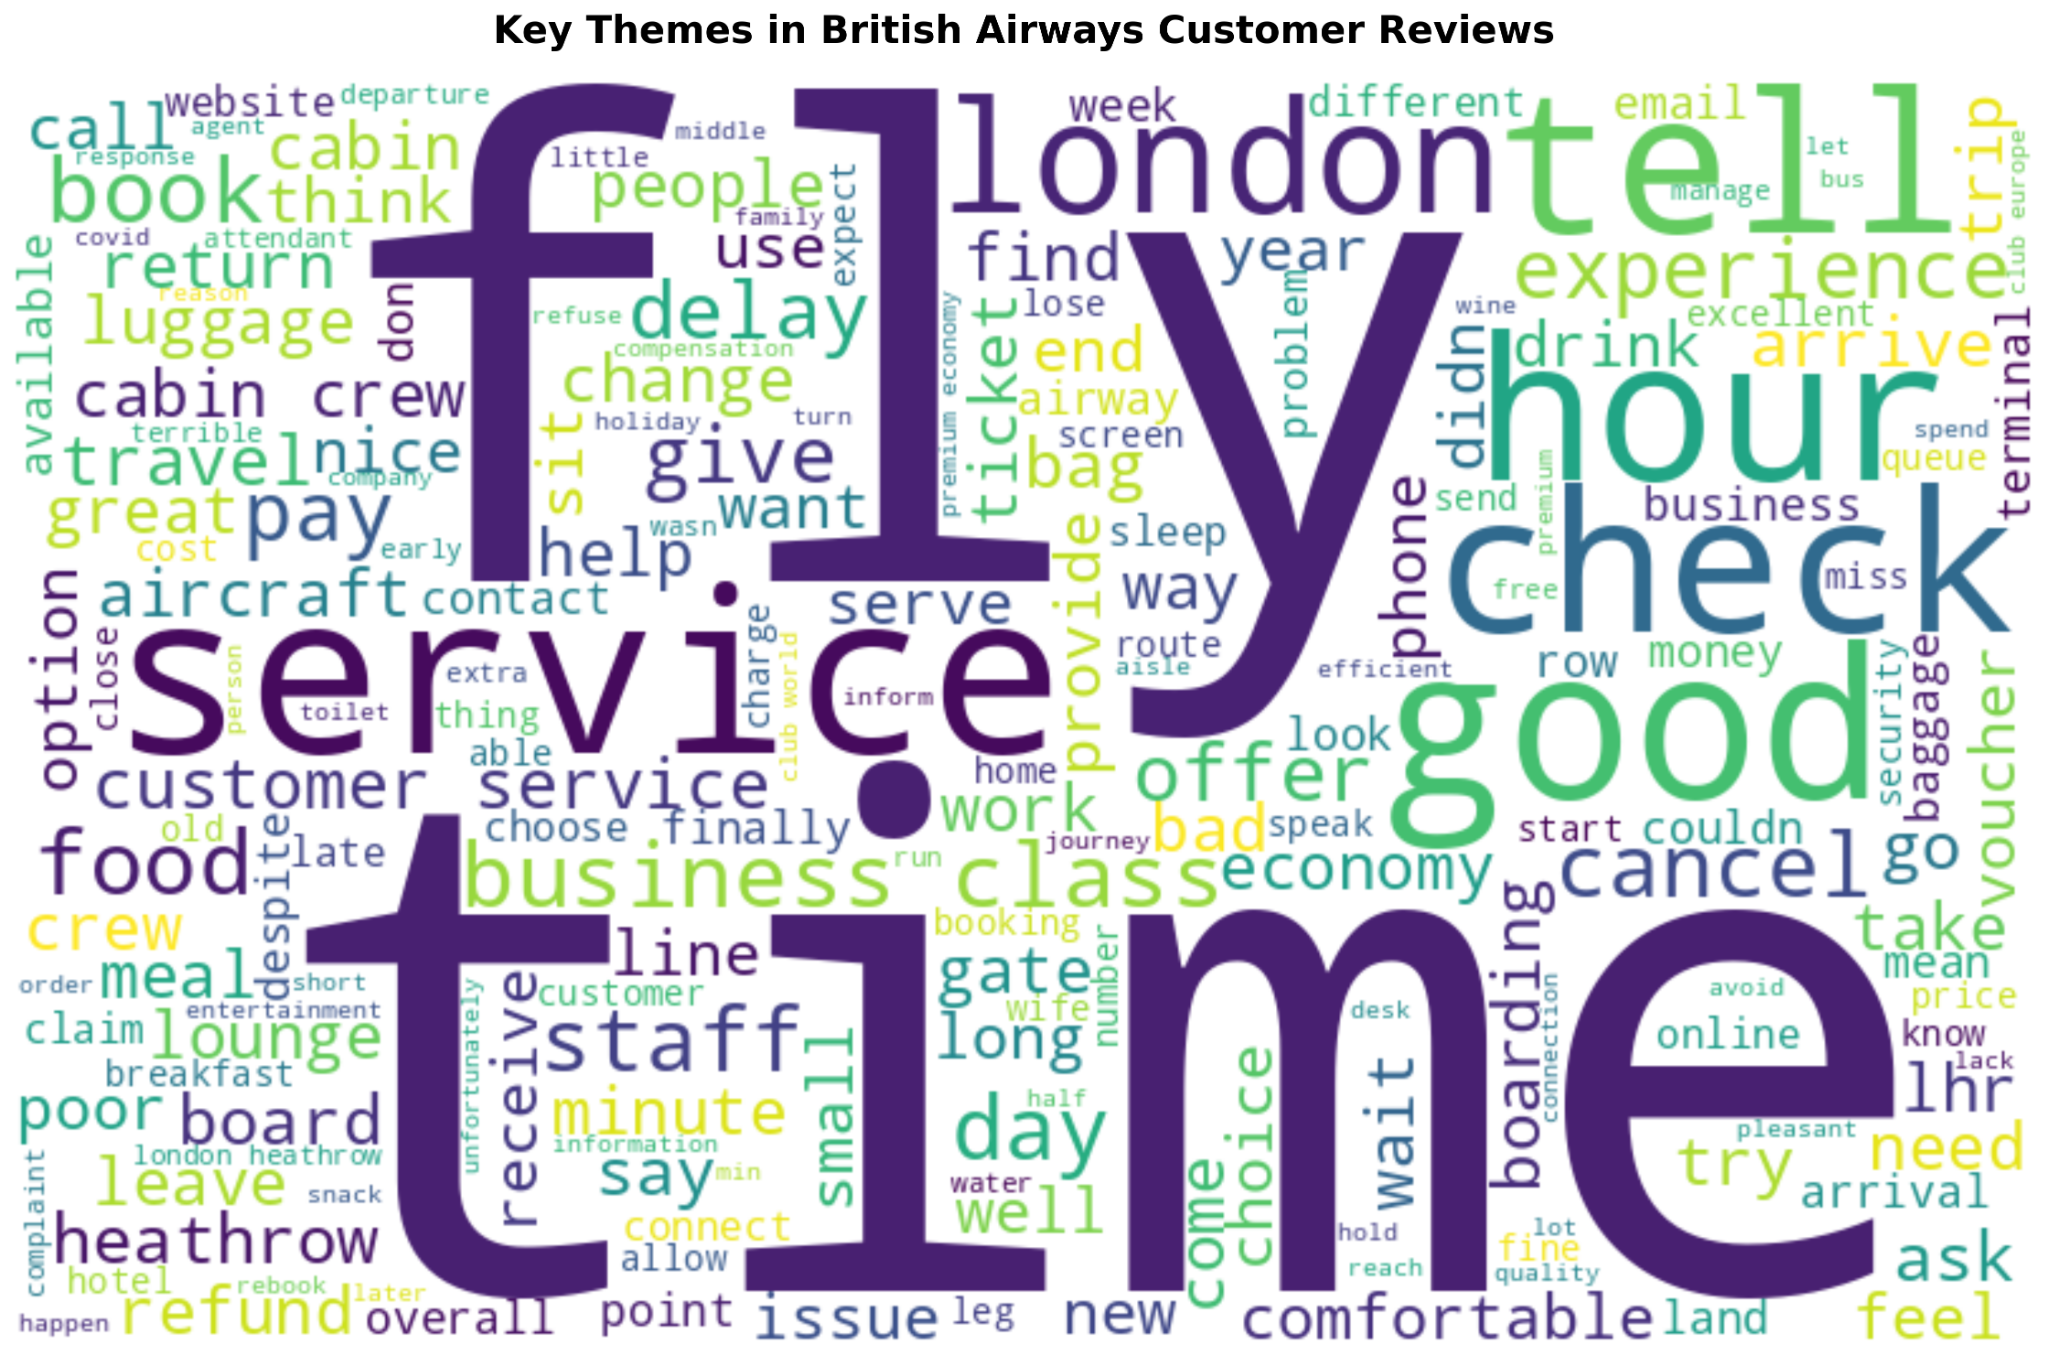 Key Themes in British Airways Customer Reviews
fly
time
service
good
check
hour
tell
london
call
website
departure
agent
response
cabin
book
think
covid
attendant
return
reason
luggage
available
don
little
middle
people
family
use
expect
refuse
delay
compensation
change
holiday
turn
sit
give
week
different
find
year
lose
problem
email
let
bus
manage
trip
club europe
experience
excellent
wine
drink
arrive
terminal
didn
spend
queue
cabin crew
terrible
travel
nice
company
great
pay
cost
early
wasn
want
help
premium economy
ticket
end
airway
screen
bag
sleep
provide
way
phone
send
premium
business
free
miss
aircraft
contact
serve
route
aisle
efficient
row
money
option
close
person
toilet
extra
thing
able
charge
club world
inform
security
baggage
voucher
customer service
home
offer
look
work
food
old
late
despite
choose
finally
journey
bad
speak
start
couldn
business class
run
economy
cancel
go
crew
booking
line
take
meal
order
short
entertainment
unfortunately
receive
customer
gate
wife
number
boarding
connection
mean
price
claim
lounge
staff
small
long
desk
avoid
online
know
lack
breakfast
lhr
poor
board
minute
information
half
day
choice
wait
london heathrow
say
min
pleasant
need
try
complaint
leave
snack
water
well
come
arrival
heathrow
connect
allow
hold
reach
lot
fine
quality
ask
hotel
rebook
later
happen
refund
overall
point
issue
leg
new
comfortable
land
feel